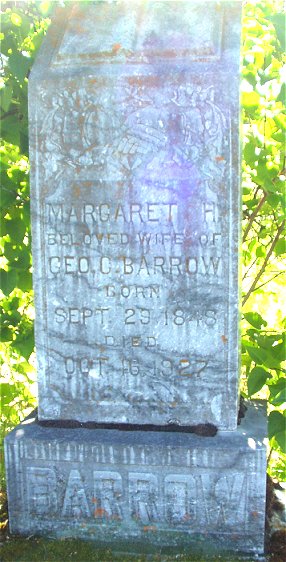 MARGARET H.
BELOVED WIFE OF
GEO. C. BARROW
BORN
SEPT. 29. 1848
DIED
OCT. 16. 1927
BARROW